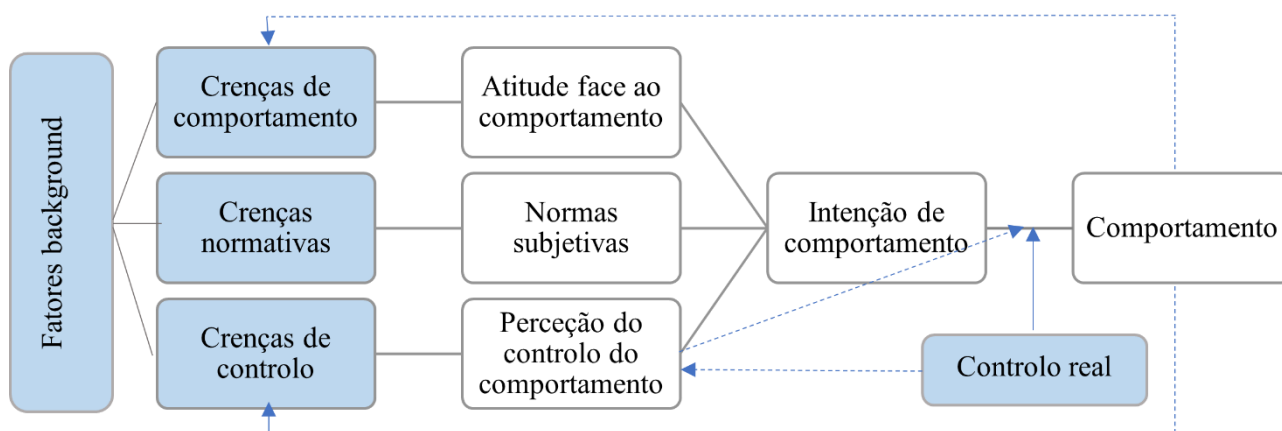 Fatores background
Crenças de
comportamento
Atitude face ao
comportamento
Crenças
normativas
Normas
subjetivas
Intenção de
comportamento
Comportamento
Crenças de
controlo
Perceção do
controlo do
comportamento
Controlo real